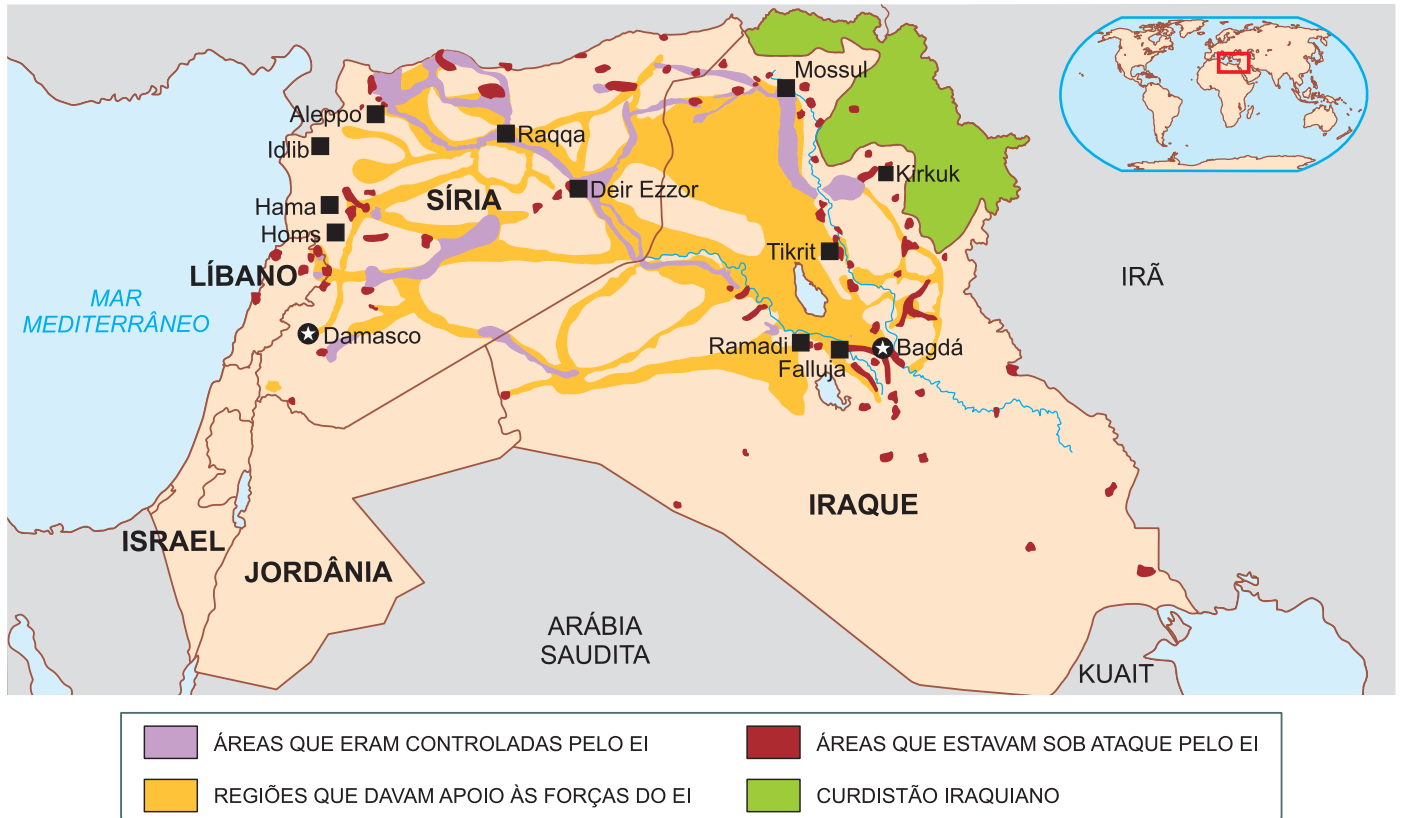 Mossul
Aleppo
Raqqa
Idlib
Kirkuk
Deir Ezzor
SÍRIA
Hama
Homs
Tikrit
LÍBANO
IRÃ
MAR
MEDITERRÂNEO
Damasco
Ramadi
Bagdá
Falluja
IRAQUE
ISRAEL
JORDÂNIA
ARÁBIA
SAUDITA
KUAIT
ÁREAS QUE ERAM CONTROLADAS PELO EI
ÁREAS QUE ESTAVAM SOB ATAQUE PELO EI
REGIÕES QUE DAVAM APOIO ÀS FORÇAS DO EI
CURDISTÃO IRAQUIANO